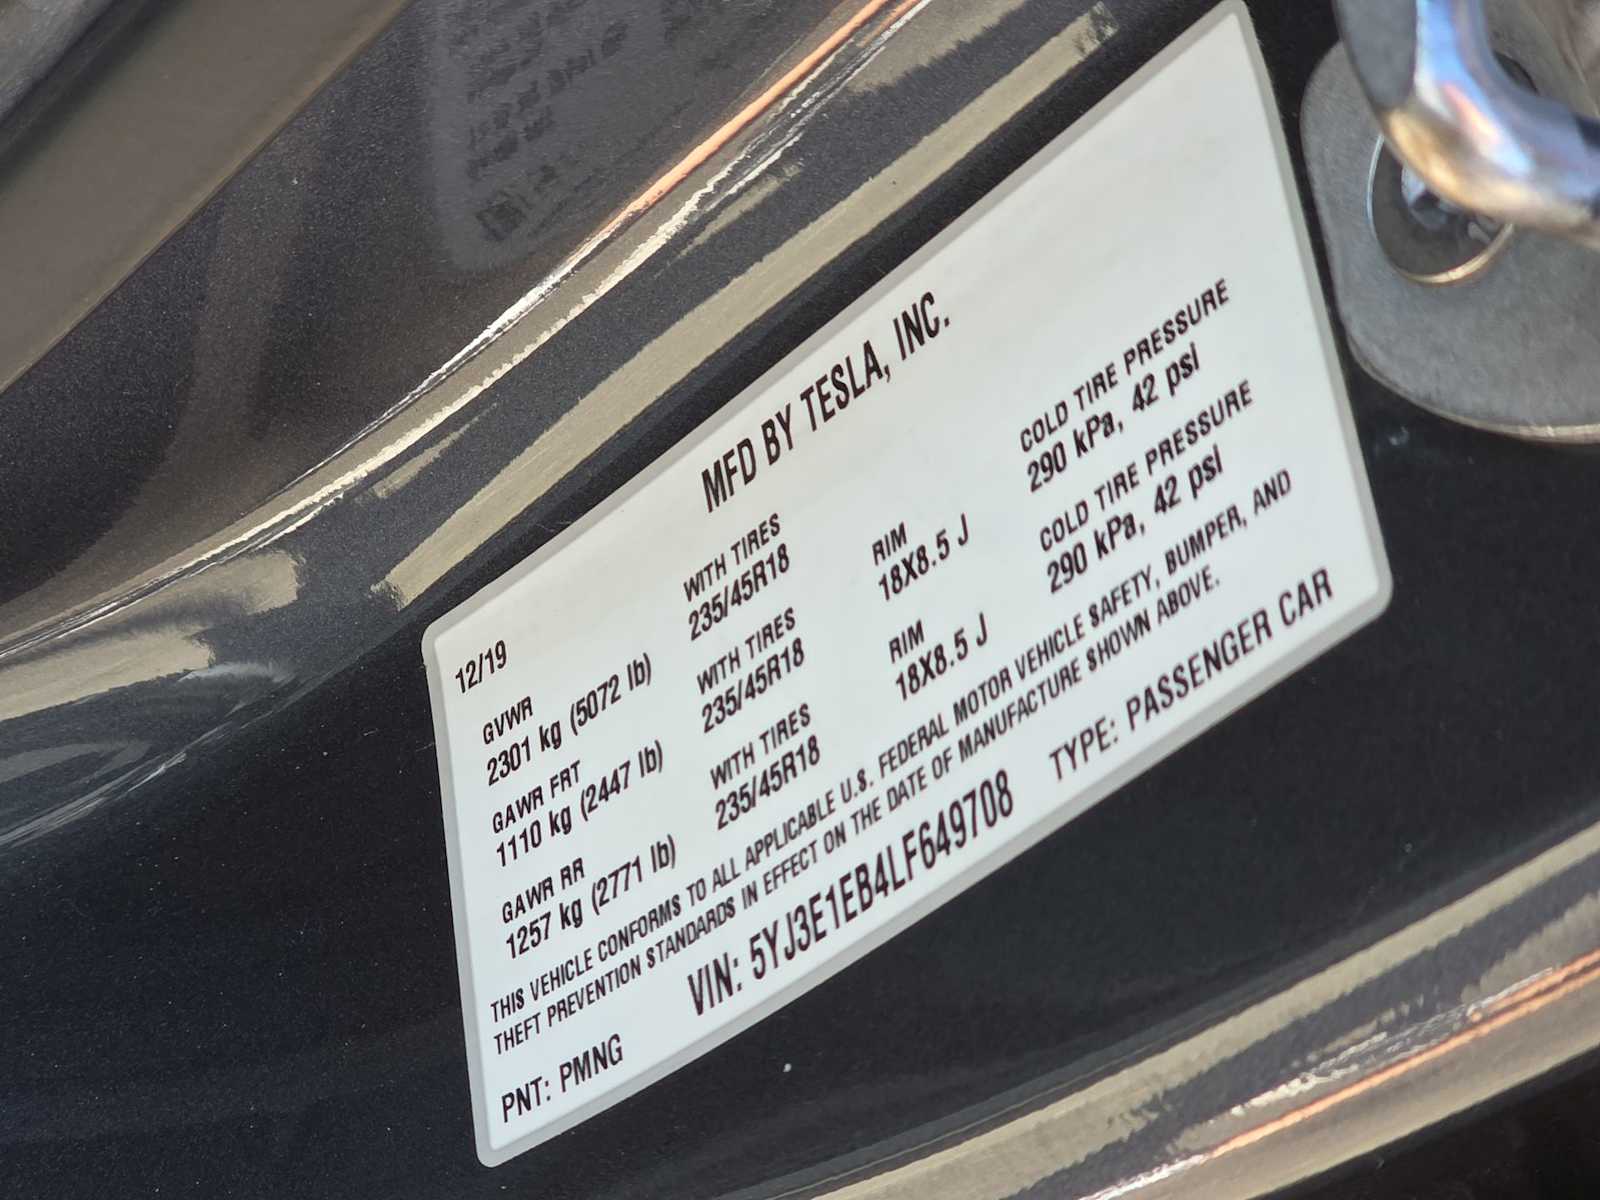 MFD BY TESLA, INC.
12/19
GVWR
2301 kg (5072 lb)
WITH TIRES
235/45R18
RIM
18X8.5 J
COLD TIRE PRESSURE
290 kPa, 42 psi
GAWR FRT
1110 kg (2447 lb)
WITH TIRES
235/45R18
RIM
18X8.5 J
COLD TIRE PRESSURE
290 kPa, 42 psi
GAWR RR
1257 kg (2771 lb)
WITH TIRES
235/45R18
THIS VEHICLE CONFORMS TO ALL APPLICABLE U.S. FEDERAL MOTOR VEHICLE SAFETY, BUMPER, AND
THEFT PREVENTION STANDARDS IN EFFECT ON THE DATE OF MANUFACTURE SHOWN ABOVE.
VIN: 5YJ3E1EB4LF649708
TYPE: PASSENGER CAR
PNT: PMNG